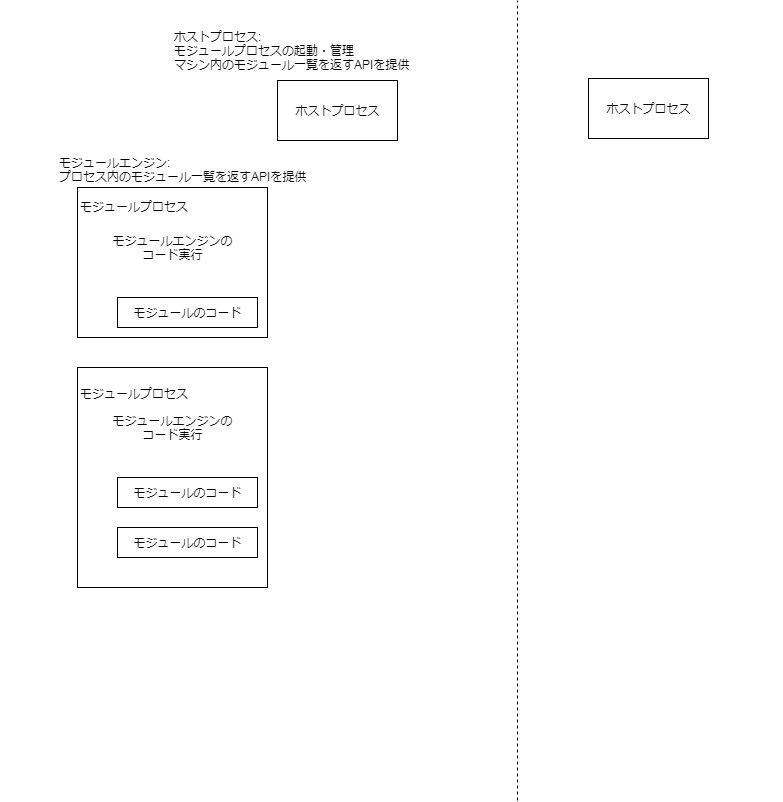 ホストプロセス:
モジュールプロセスの起動・管理
マシン内のモジュール一覧を返すAPIを提供
ホストプロセス
ホストプロセス
モジュールエンジン:
プロセス内のモジュール一覧を返すAPIを提供
モジュールプロセス
モジュールエンジンの
コード実行
モジュールのコード
モジュールプロセス
モジュールエンジンの
コード実行
モジュールのコード
モジュールのコード